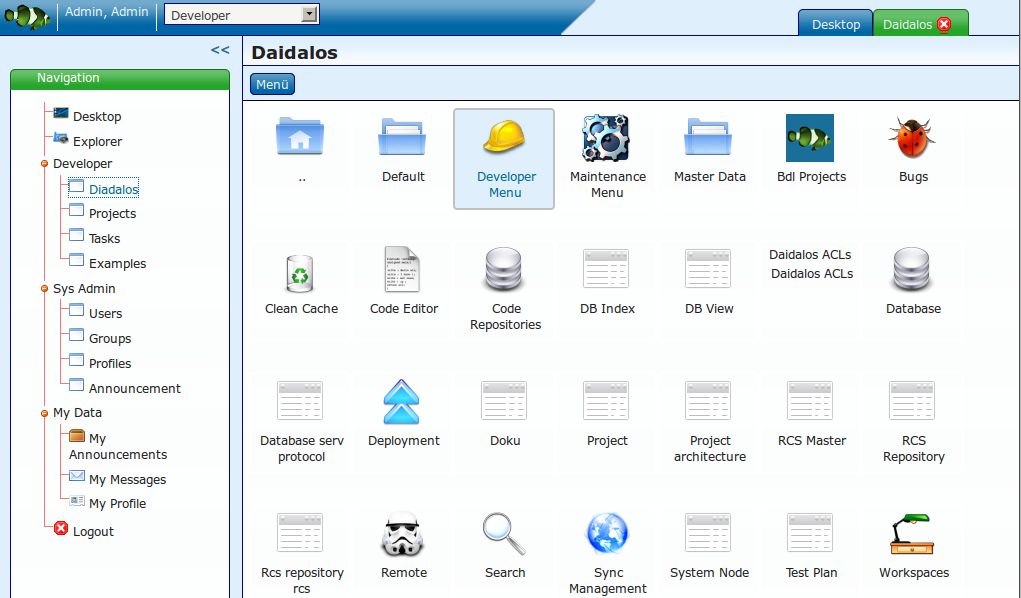 Admin, Admin
Developer
Desktop
Daidalos
<<
Daidalos
Navigation
Menü
Desktop
Explorer
Developer
Diadalos
Projects
Tasks
Examples
Sys Admin
Users
Groups
Profiles
Announcement
My Data
My
Announcements
My Messages
My Profile
Logout
..
Default
Developer
Menu
Maintenance
Menu
Master Data
Bdl Projects
Bugs
Clean Cache
Code Editor
Code
Repositories
DB Index
DB View
Daidalos ACLs
Daidalos ACLs
Database
Database serv
protocol
Deployment
Doku
Project
Project
architecture
RCS Master
RCS
Repository
Rcs repository
rcs
Remote
Search
Sync
Management
System Node
Test Plan
Workspaces